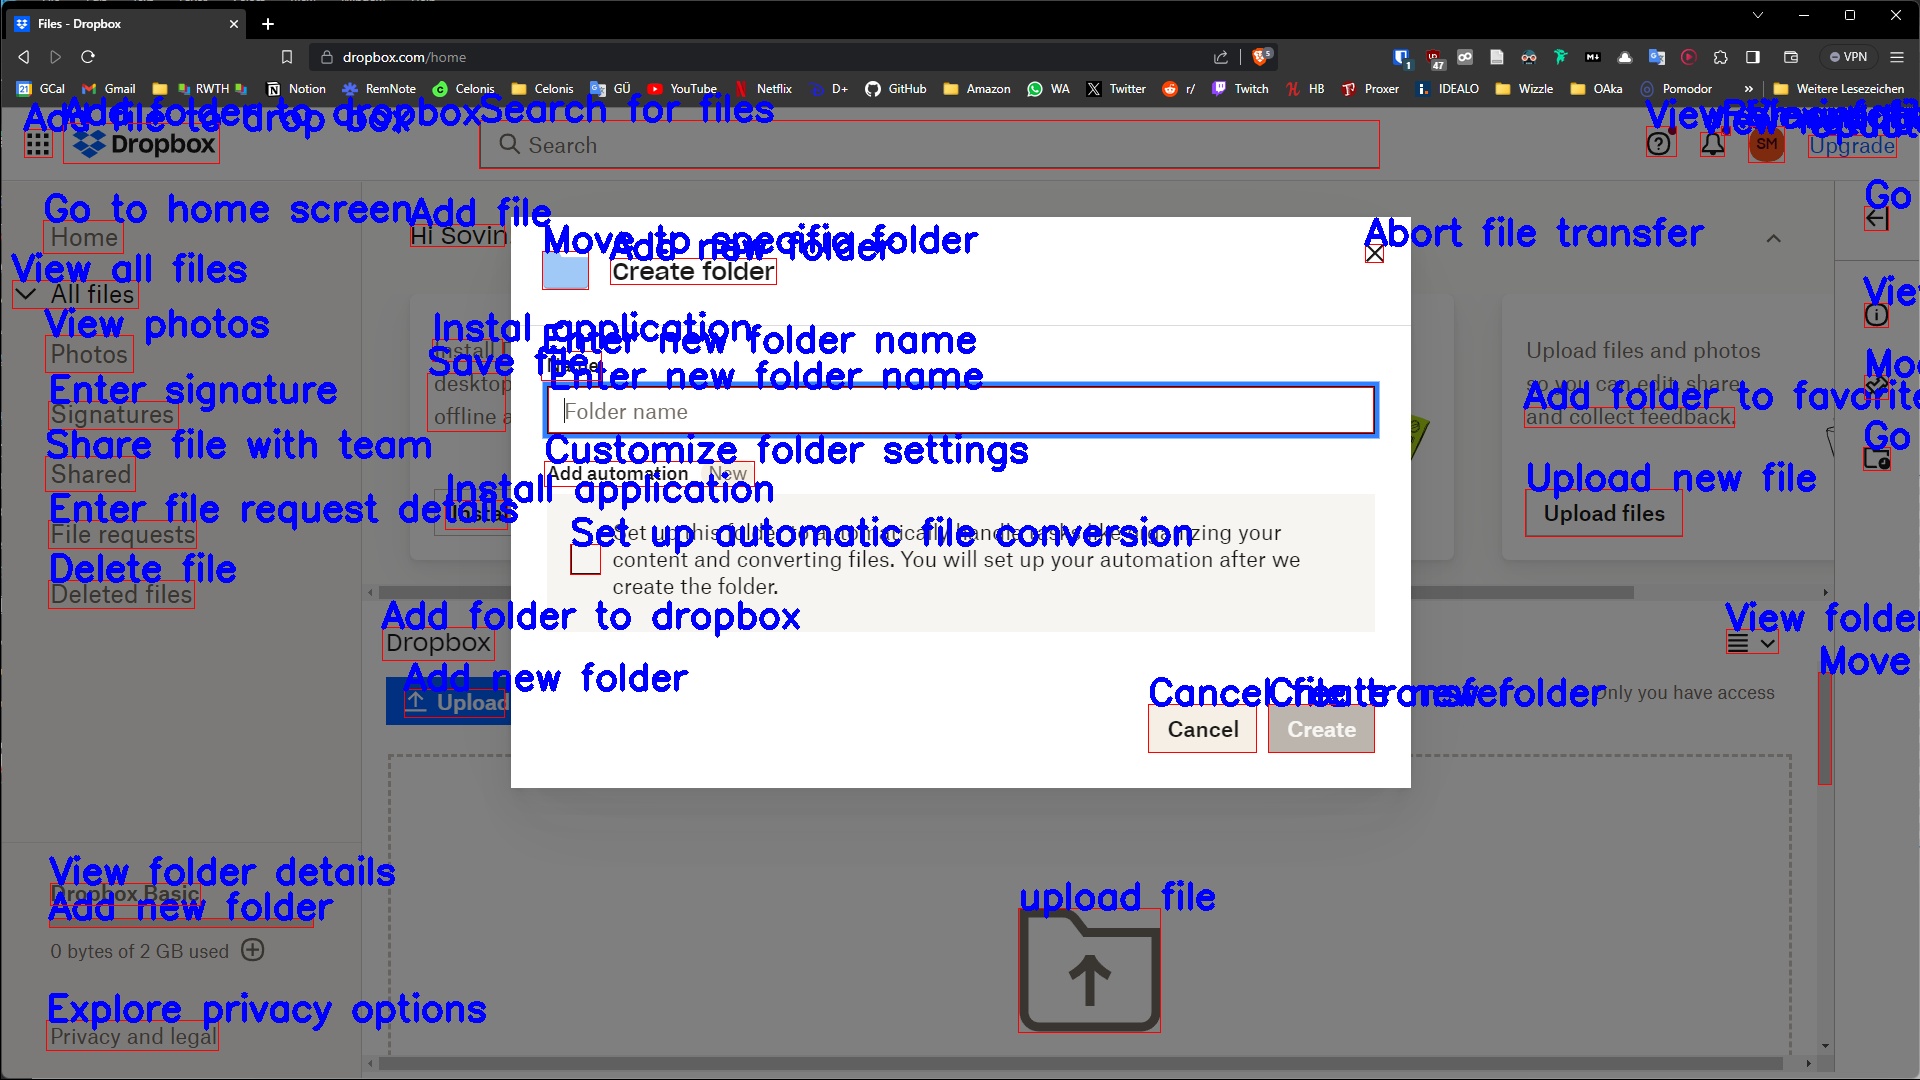 Files - Dropbox
dropbox.com/home
VPN
GCal Gmail RWTH Notion RemNote Celonis Celonis GÜ YouTube Netflix D+ GitHub Amazon WA Twitter r/ Twitch HB Proxer IDEALO Wizzle OAka Pomodor » Weitere Lesezeichen
Add file to drop box
Add folder to dropbox
Search for files
Dropbox
Search
SM
Upgrade
Go to home screen
Home
View all files
All files
View photos
Photos
Enter signature
Signatures
Share file with team
Shared
Enter file request details
File requests
Delete file
Deleted files
View folder details
Dropbox Basic
Add new folder
0 bytes of 2 GB used
Explore privacy options
Privacy and legal
Add file
Hi Sovin
Move to specific folder
Add new folder
Create folder
Abort file transfer
Instal application
Install
Save file
desktop
offline a
Enter new folder name
Enter new folder name
Folder name
Customize folder settings
Add automation New
Install application
Set up automatic file conversion
Set up this folder to automatically handle tasks like organizing your
content and converting files. You will set up your automation after we
create the folder.
Add folder to dropbox
Dropbox
Add new folder
Upload
Cancel file transfer
Create new folder
Cancel
Create
Only you have access
Upload files and photos
so you can edit, share,
Add folder to favorite
and collect feedback.
Upload new file
Upload files
Go
Go
View folder
Move
upload file